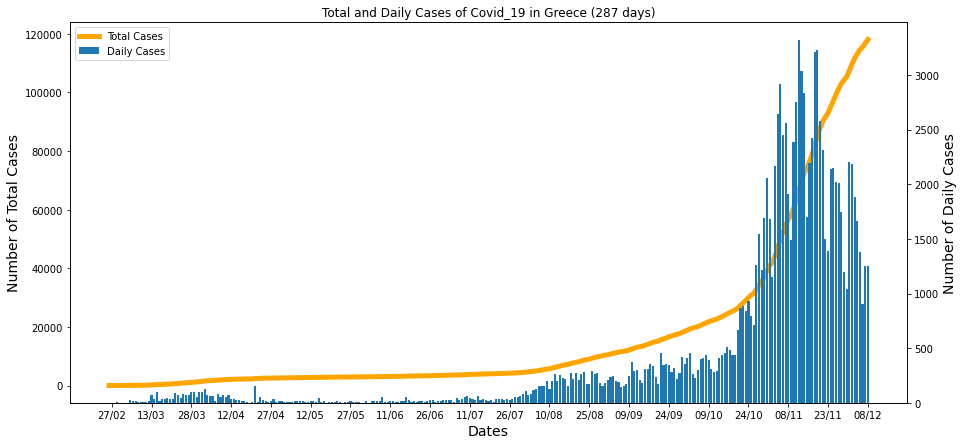 Total and Daily Cases of Covid_19 in Greece (287 days)
Total Cases
Daily Cases
120000
100000
80000
60000
40000
20000
0
Number of Total Cases
3000
2500
2000
1500
1000
500
0
Number of Daily Cases
27/02 13/03 28/03 12/04 27/04 12/05 27/05 11/06 26/06 11/07 26/07 10/08 25/08 09/09 24/09 09/10 24/10 08/11 23/11 08/12
Dates